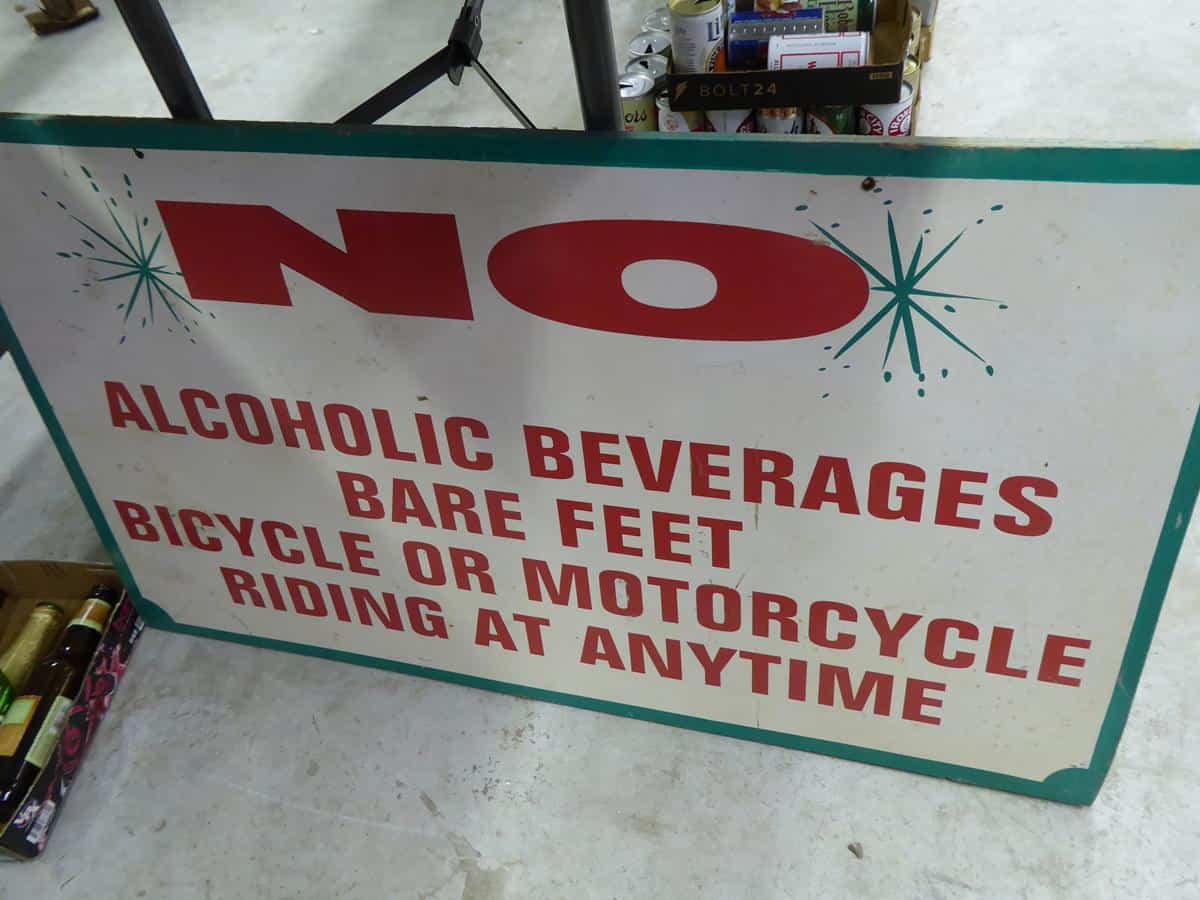 BOLT24
NO
ALCOHOLIC BEVERAGES
BARE FEET
BICYCLE OR MOTORCYCLE
RIDING AT ANYTIME